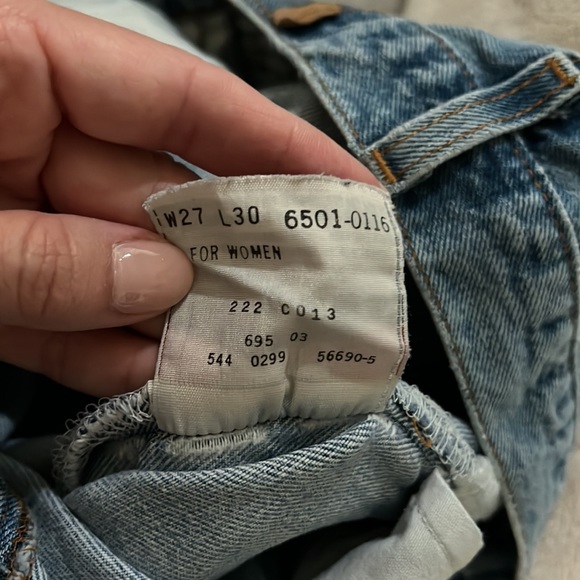 W27 L30 6501-0116
FOR WOMEN
222 C013
695 03
544 0299 56690-5